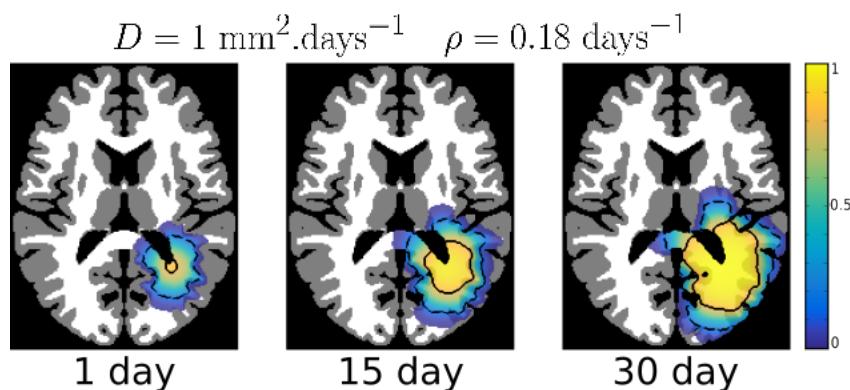 D = 1 mm².days⁻¹ ρ = 0.18 days⁻¹
1
0.5
0
1 day 15 day 30 day